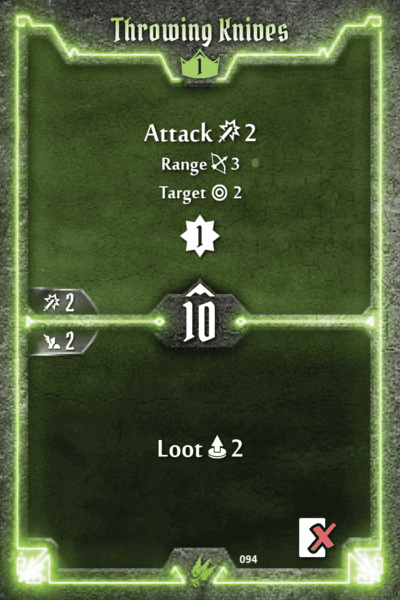 Throwing Knives
1
Attack 2
Range 3
Target 2
1
2
10
2
Loot 2
094